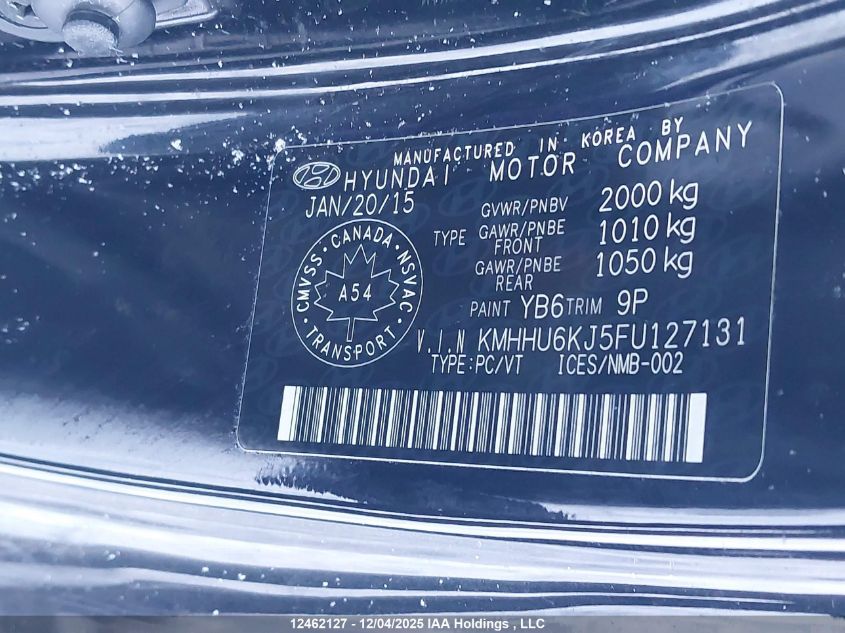 MANUFACTURED IN KOREA BY
HYUNDAI MOTOR COMPANY
JAN/20/15
GVWR/PNBV 2000 kg
TYPE GAWR/PNBE FRONT 1010 kg
GAWR/PNBE REAR 1050 kg
CMVSS · CANADA · NSVAC · TRANSPORT ·
A54
PAINT YB6 TRIM 9P
V.I.N KMHHU6KJ5FU127131
TYPE:PC/VT ICES/NMB-002
12462127 - 12/04/2025 IAA Holdings , LLC